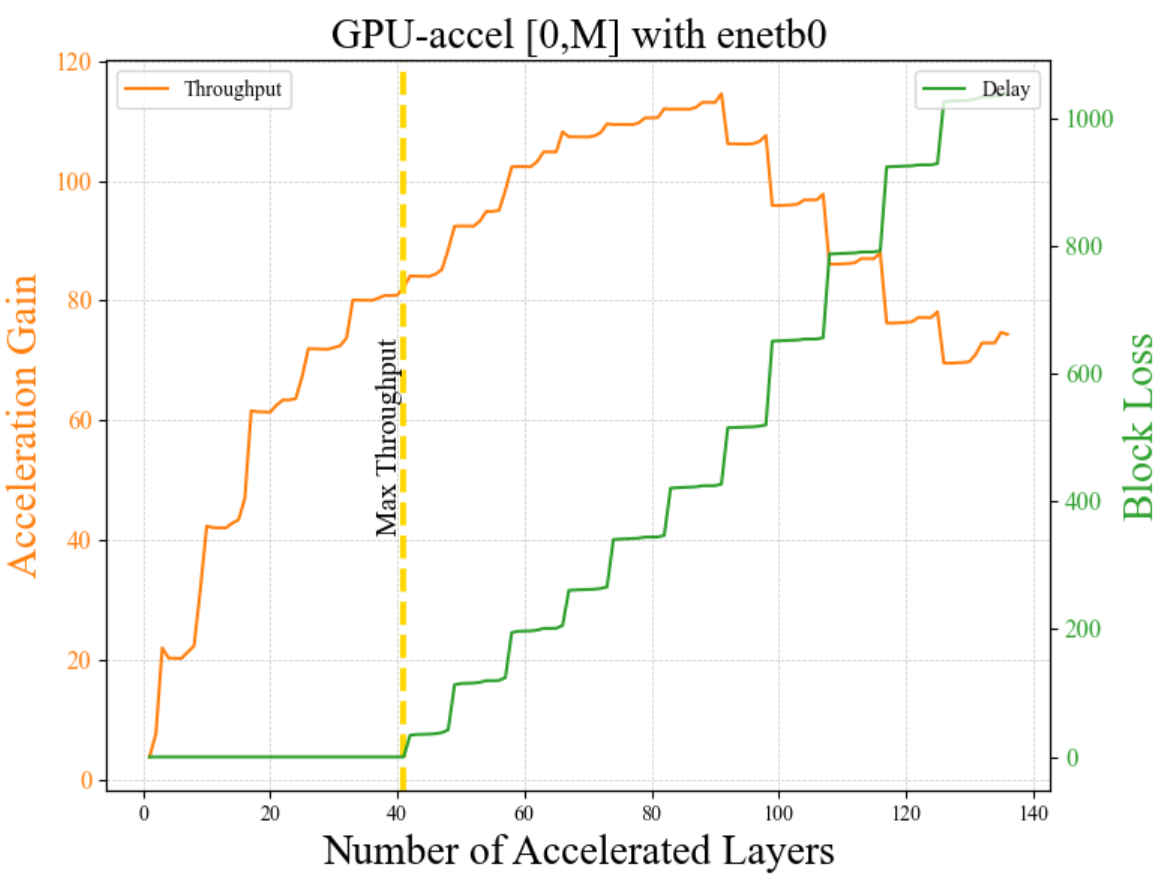 GPU-accel [0,M] with enetb0
Throughput
Delay
120
100
80
60
40
20
0
Acceleration Gain
Max Throughput
1000
800
600
400
200
0
Block Loss
0 20 40 60 80 100 120 140
Number of Accelerated Layers